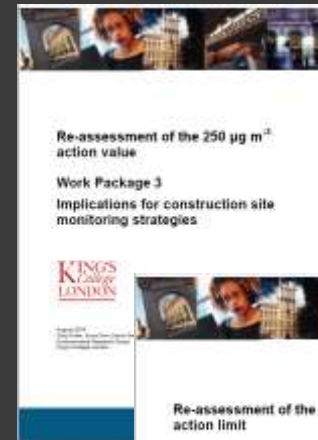 Re-assessment of the 250 µg m⁻³
action value
Work Package 3
Implications for construction site
monitoring strategies
KING'S
College
LONDON
Re-assessment of the
action limit